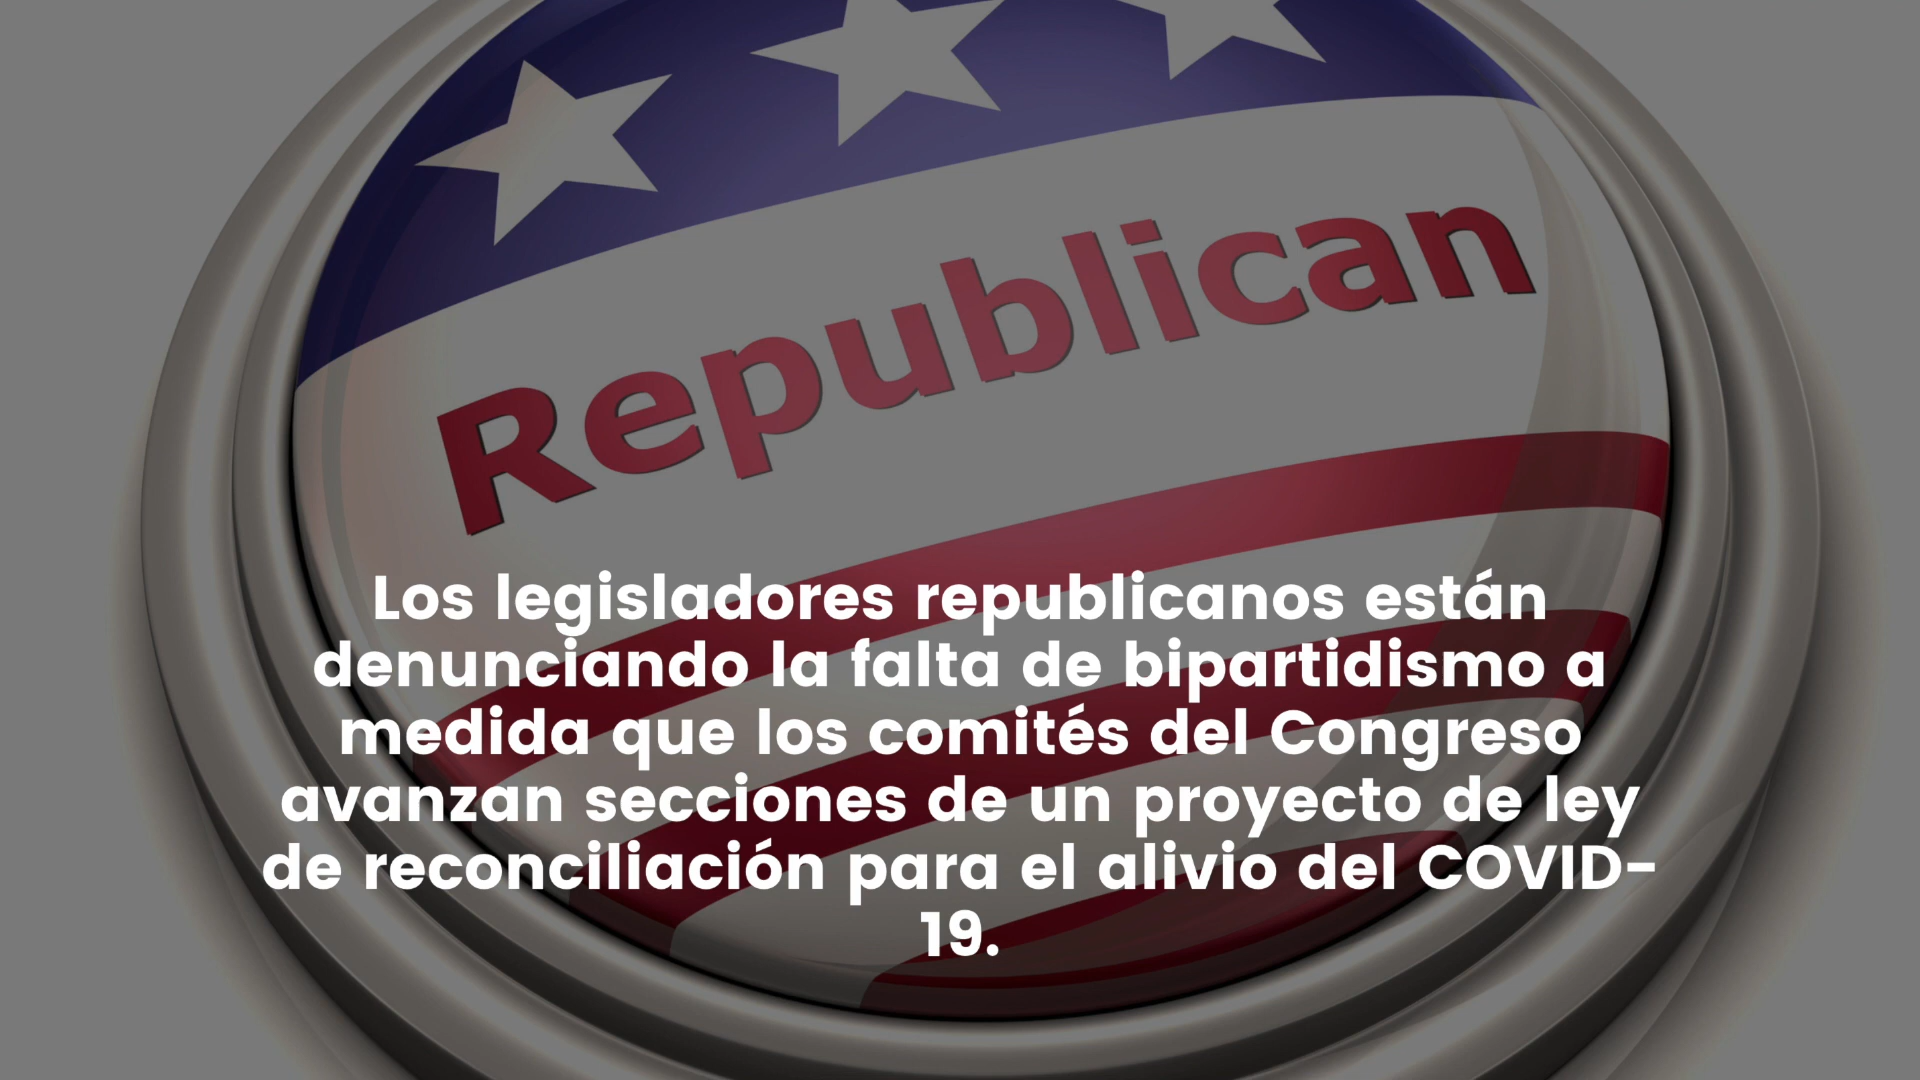 Republican
Los legisladores republicanos están
denunciando la falta de bipartidismo a
medida que los comités del Congreso
avanzan secciones de un proyecto de ley
de reconciliación para el alivio del COVID-
19.